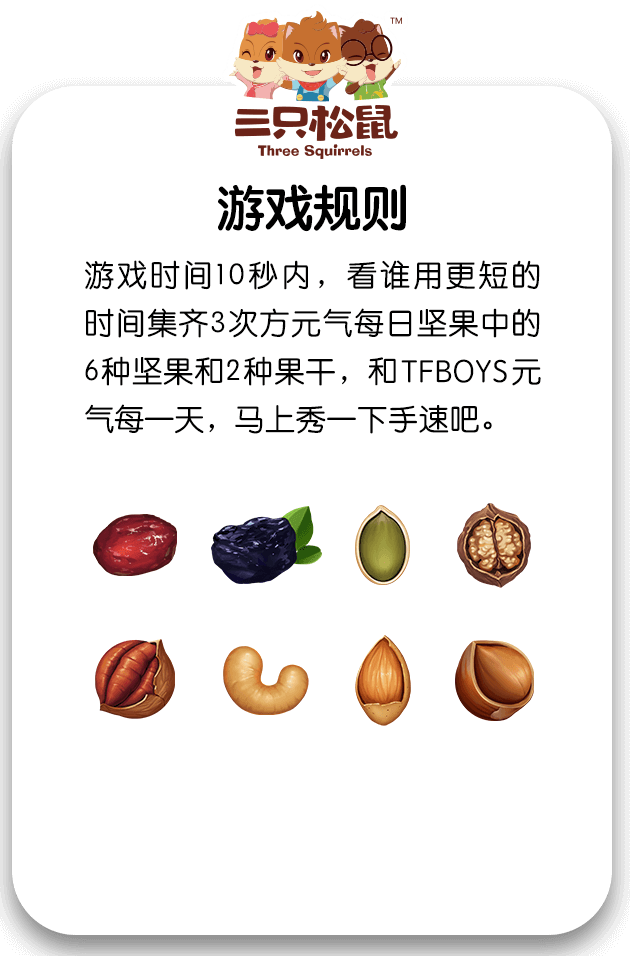 TM
三只松鼠
Three Squirrels
游戏规则
游戏时间10秒内，看谁用更短的
时间集齐3次方元气每日坚果中的
6种坚果和2种果干，和TFBOYS元
气每一天，马上秀一下手速吧。